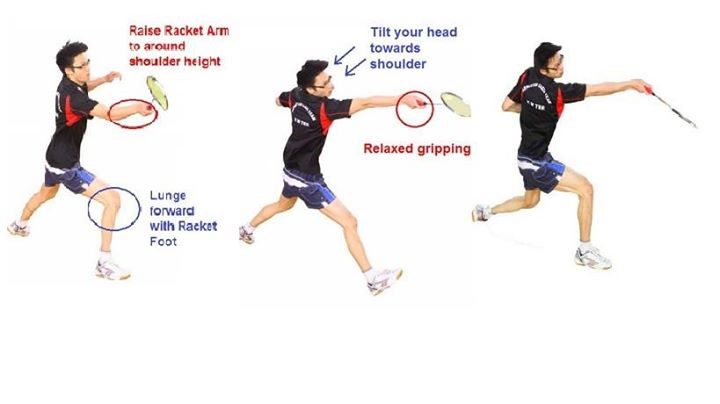 Raise Racket Arm
to around
shoulder height
Tilt your head
towards
shoulder
Relaxed gripping
Lunge
forward
with Racket
Foot